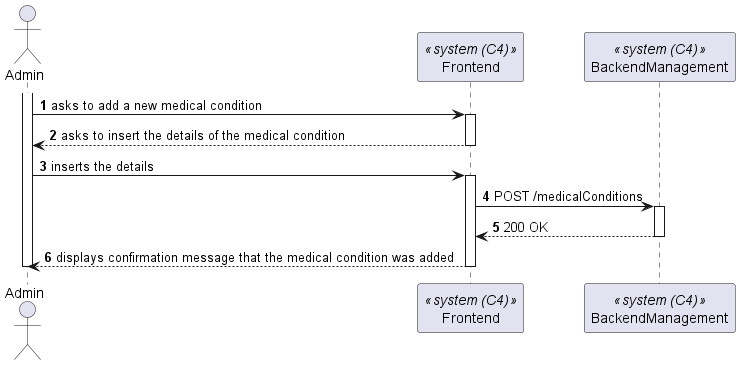 Admin
«system (C4)»
Frontend
«system (C4)»
BackendManagement
1 asks to add a new medical condition
2 asks to insert the details of the medical condition
3 inserts the details
4 POST /medicalConditions
5 200 OK
6 displays confirmation message that the medical condition was added
Admin
«system (C4)»
Frontend
«system (C4)»
BackendManagement